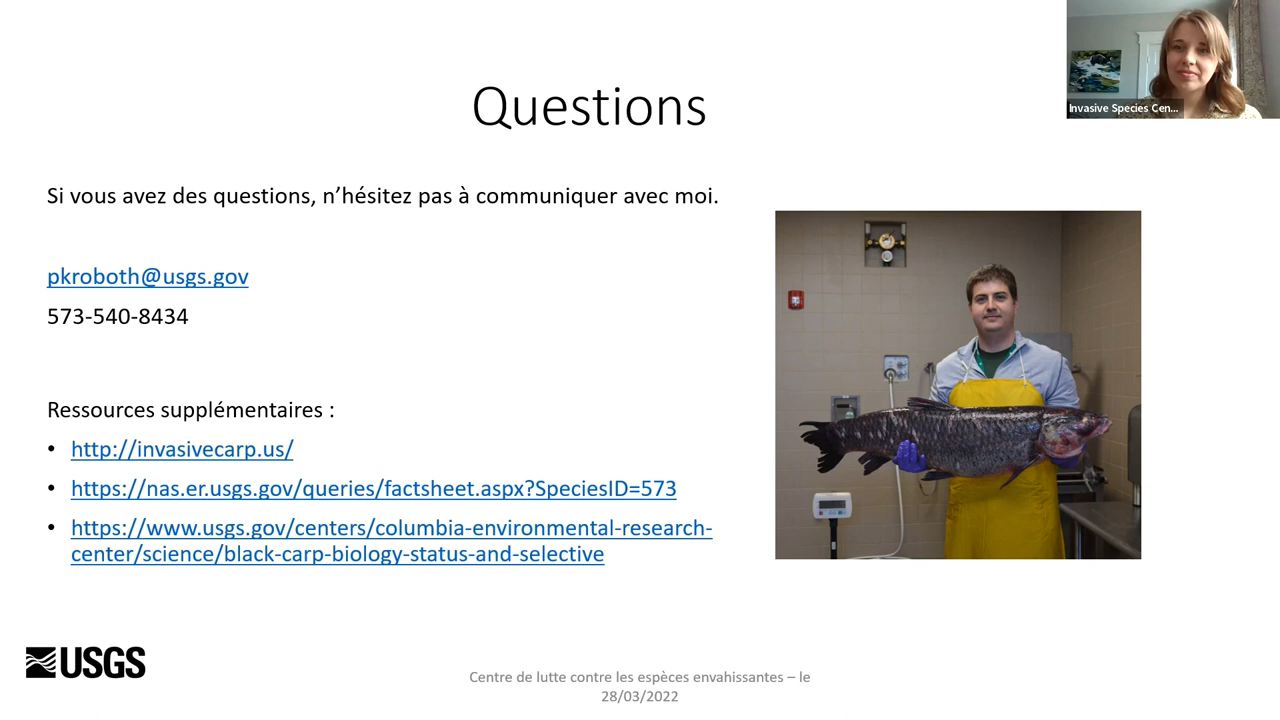 Invasive Species Cen...
Questions
Si vous avez des questions, n’hésitez pas à communiquer avec moi.
pkroboth@usgs.gov
573-540-8434
Ressources supplémentaires :
• http://invasivecarp.us/
• https://nas.er.usgs.gov/queries/factsheet.aspx?SpeciesID=573
• https://www.usgs.gov/centers/columbia-environmental-research-
center/science/black-carp-biology-status-and-selective
USGS
Centre de lutte contre les espèces envahissantes – le
28/03/2022